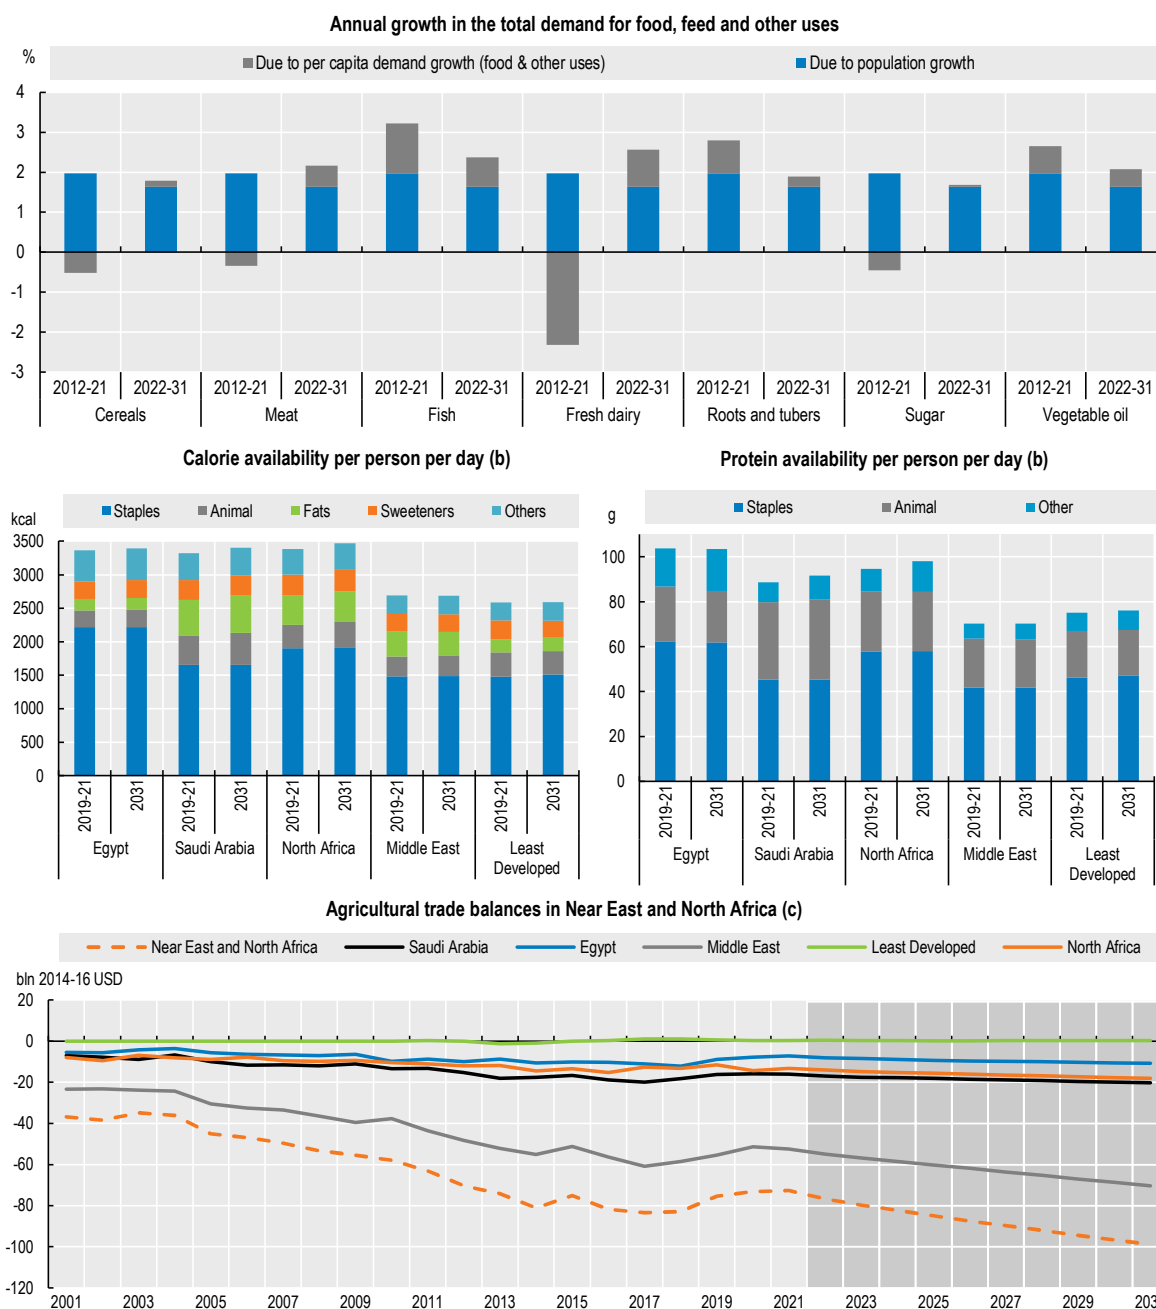 Annual growth in the total demand for food, feed and other uses
%
Due to per capita demand growth (food & other uses)
Due to population growth
4
3
2
1
0
-1
-2
-3
2012-21 2022-31 2012-21 2022-31 2012-21 2022-31 2012-21 2022-31 2012-21 2022-31 2012-21 2022-31 2012-21 2022-31
Cereals Meat Fish Fresh dairy Roots and tubers Sugar Vegetable oil
Calorie availability per person per day (b)
kcal
Staples Animal Fats Sweeteners Others
3500
3000
2500
2000
1500
1000
500
0
2019-21 2031 2019-21 2031 2019-21 2031 2019-21 2031 2019-21 2031
Egypt Saudi Arabia North Africa Middle East Least
Developed
Protein availability per person per day (b)
g
Staples Animal Other
100
80
60
40
20
0
2019-21 2031 2019-21 2031 2019-21 2031 2019-21 2031 2019-21 2031
Egypt Saudi Arabia North Africa Middle East Least
Developed
Agricultural trade balances in Near East and North Africa (c)
Near East and North Africa Saudi Arabia Egypt Middle East Least Developed North Africa
bln 2014-16 USD
20
0
-20
-40
-60
-80
-100
-120
2001 2003 2005 2007 2009 2011 2013 2015 2017 2019 2021 2023 2025 2027 2029 203